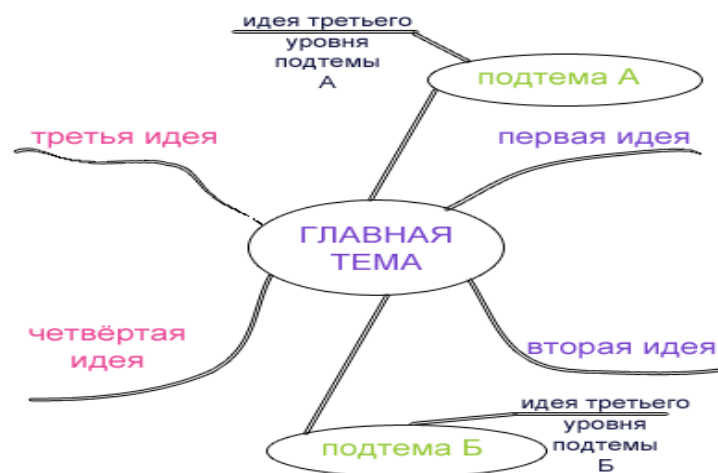 идея третьего
уровня
подтемы
А
подтема А
третья идея
первая идея
ГЛАВНАЯ
ТЕМА
четвёртая
идея
вторая идея
идея третьего
уровня
подтемы
Б
подтема Б